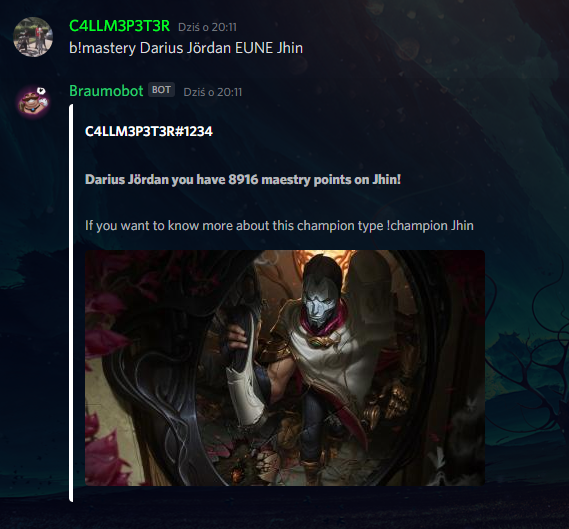 C4LLM3P3T3R Dziś o 20:11
b!mastery Darius Jördan EUNE Jhin
Braumobot BOT Dziś o 20:11
C4LLM3P3T3R#1234
Darius Jördan you have 8916 maestry points on Jhin!
If you want to know more about this champion type !champion Jhin